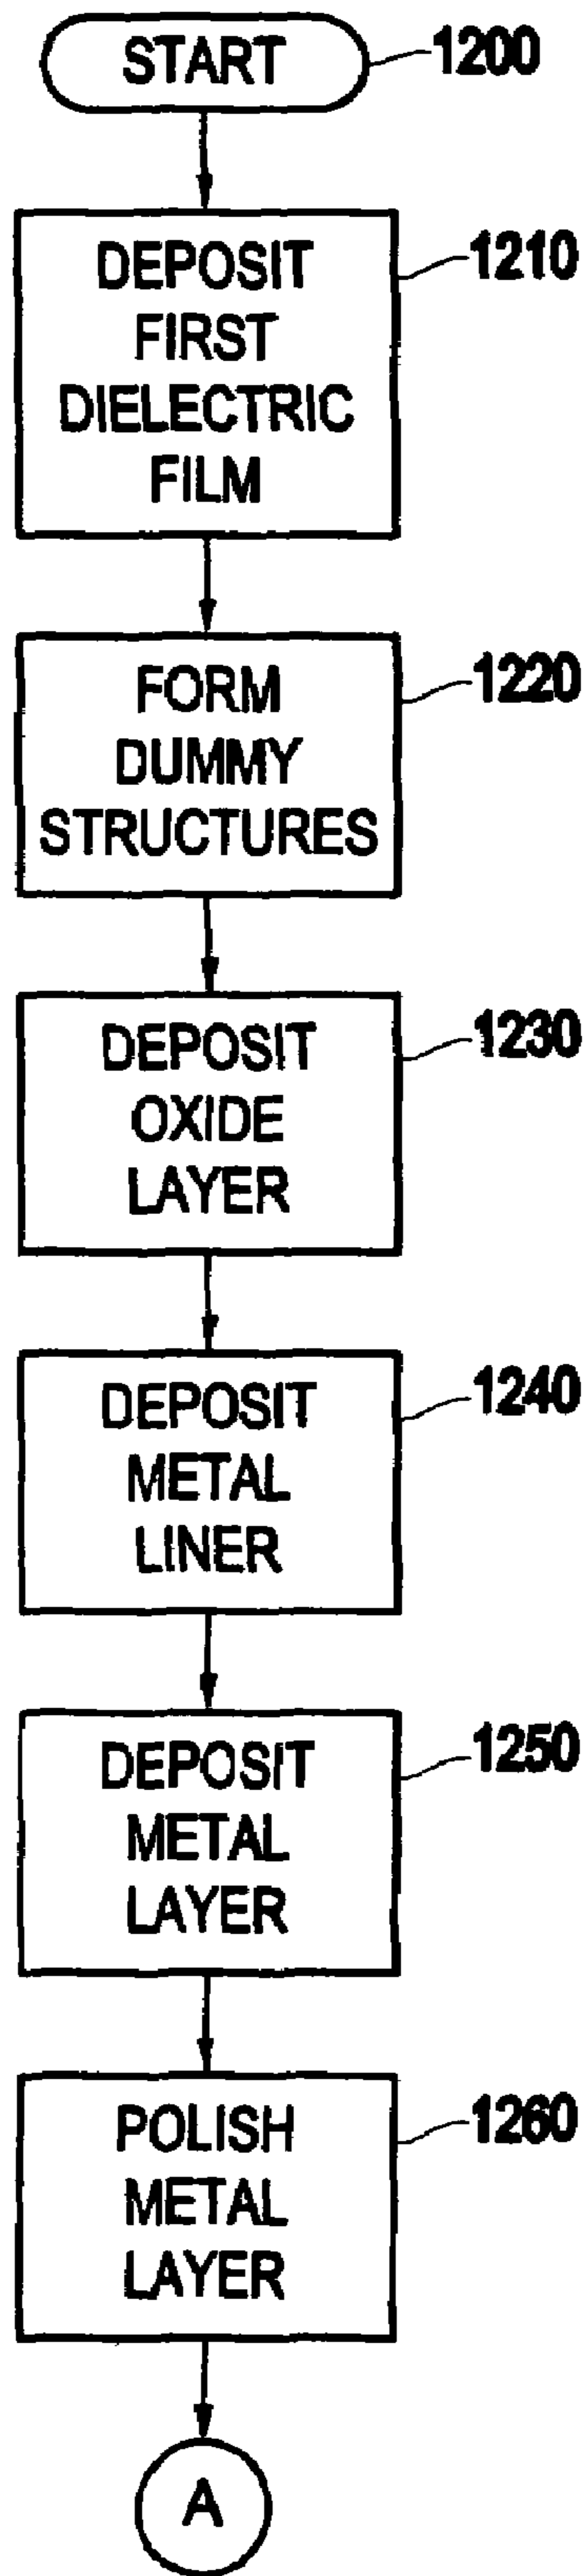 START
1200
DEPOSIT
FIRST
DIELECTRIC
FILM
1210
FORM
DUMMY
STRUCTURES
1220
DEPOSIT
OXIDE
LAYER
1230
DEPOSIT
METAL
LINER
1240
DEPOSIT
METAL
LAYER
1250
POLISH
METAL
LAYER
1260
A